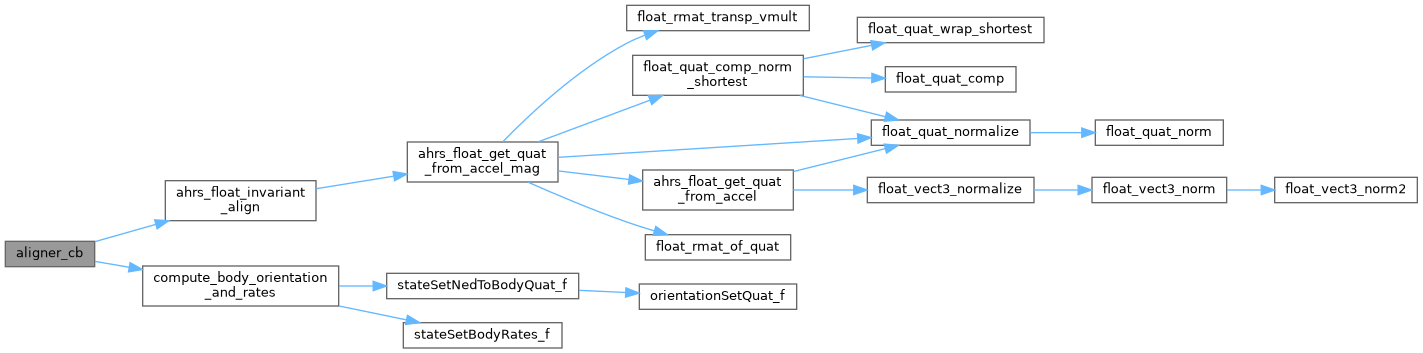 float_rmat_transp_vmult
float_quat_wrap_shortest
float_quat_comp_norm
_shortest
float_quat_comp
float_quat_normalize
float_quat_norm
ahrs_float_get_quat
_from_accel_mag
ahrs_float_invariant
_align
ahrs_float_get_quat
_from_accel
float_vect3_normalize
float_vect3_norm
float_vect3_norm2
float_rmat_of_quat
aligner_cb
compute_body_orientation
_and_rates
stateSetNedToBodyQuat_f
orientationSetQuat_f
stateSetBodyRates_f